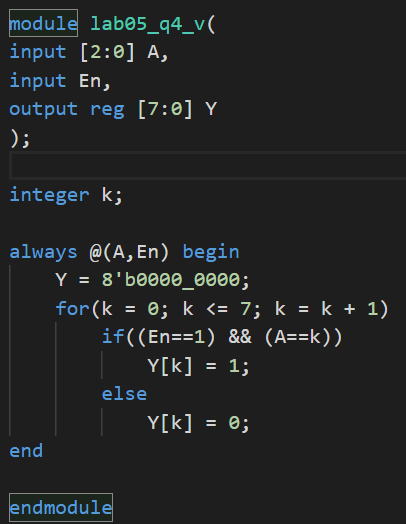 module lab05_q4_v(
input [2:0] A,
input En,
output reg [7:0] Y
);
integer k;
always @(A,En) begin
Y = 8'b0000_0000;
for(k = 0; k <= 7; k = k + 1)
if((En==1) && (A==k))
Y[k] = 1;
else
Y[k] = 0;
end
endmodule